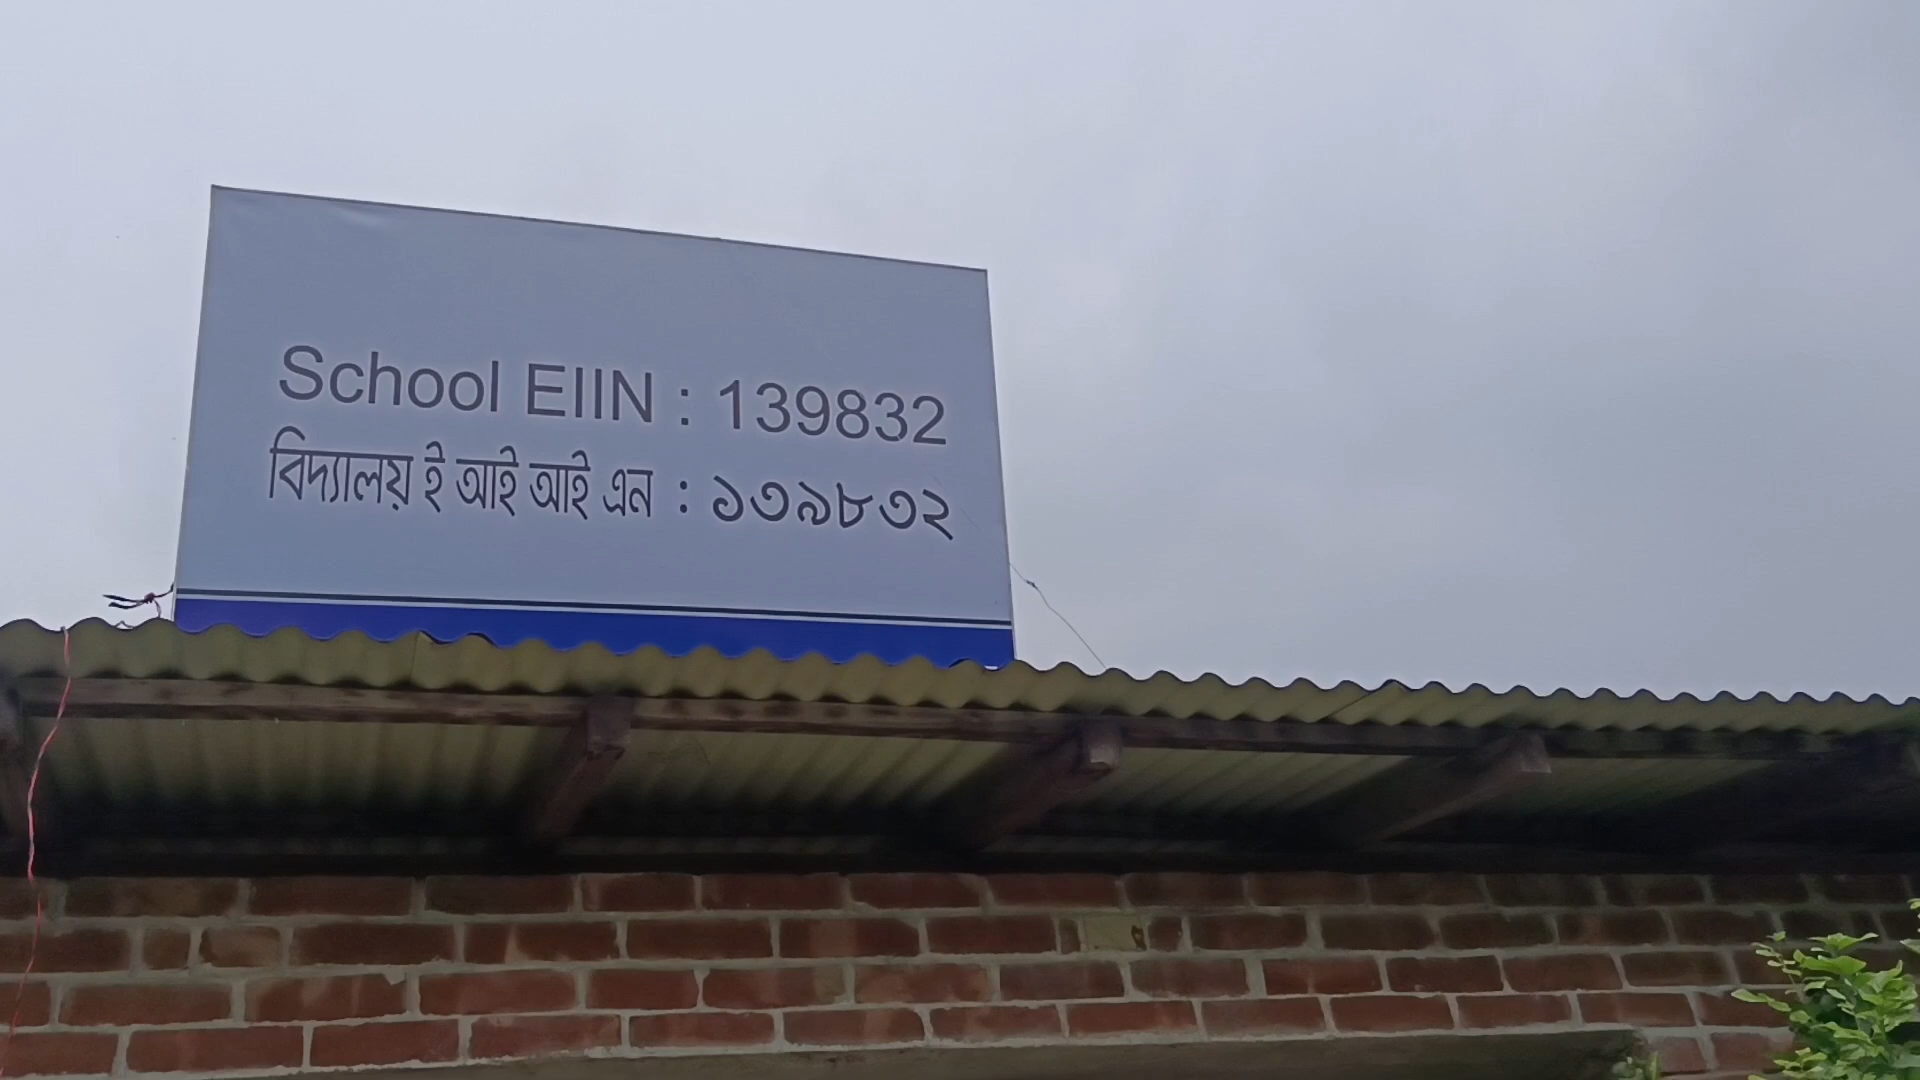 School EIIN : 139832
বিদ্যালয় ই আই আই এন : ১৩৯৮৩২